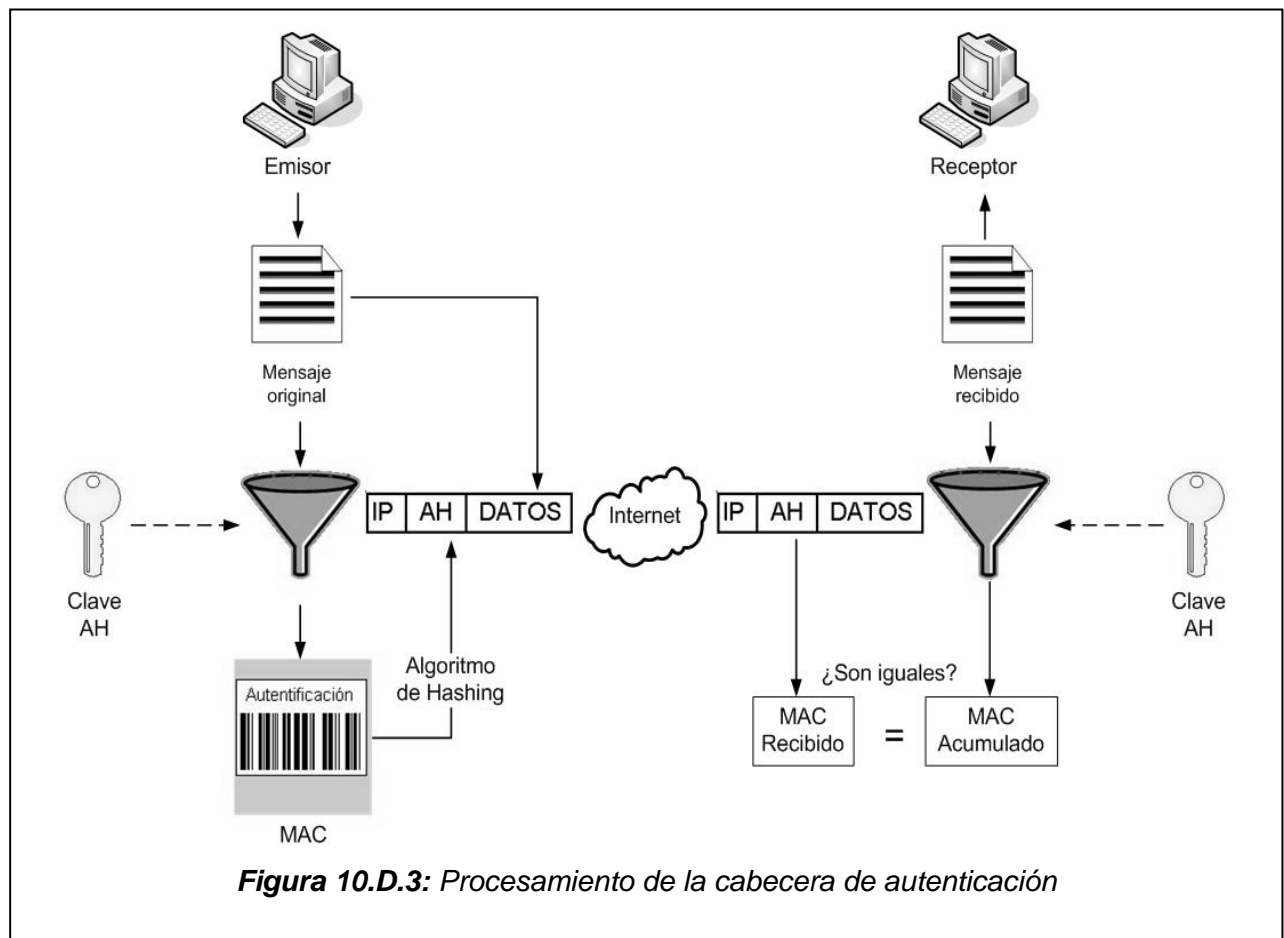 Emisor
Receptor
Mensaje
original
Mensaje
recibido
Clave
AH
IP AH DATOS
Internet
IP AH DATOS
Clave
AH
Autentificación
MAC
Algoritmo
de Hashing
¿Son iguales?
MAC
Recibido
=
MAC
Acumulado
Figura 10.D.3: Procesamiento de la cabecera de autenticación